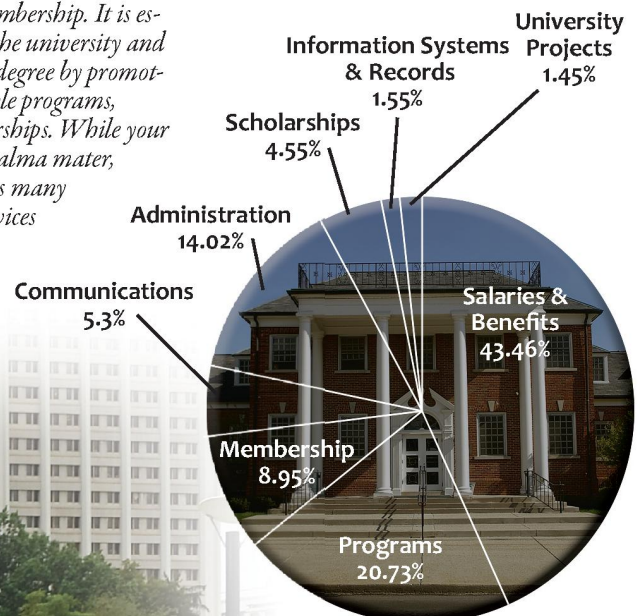 mbership. It is es-
he university and
degree by promot-
le programs,
rships. While your
alma mater,
s many
vices
University
Projects
1.45%
Information Systems
& Records
1.55%
Scholarships
4.55%
Administration
14.02%
Communications
5.3%
Salaries &
Benefits
43.46%
Membership
8.95%
Programs
20.73%